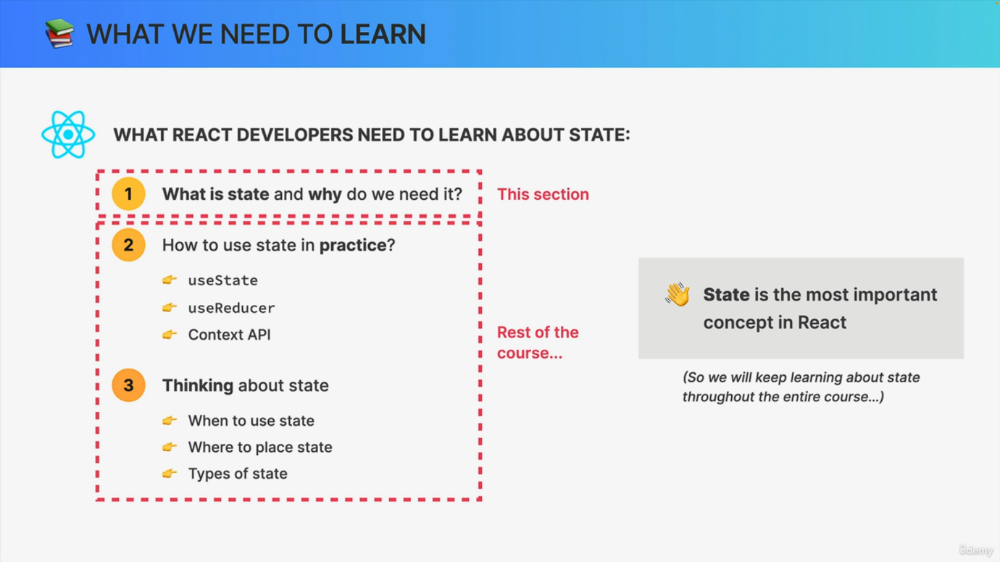 WHAT WE NEED TO LEARN
WHAT REACT DEVELOPERS NEED TO LEARN ABOUT STATE:
1 What is state and why do we need it?
This section
2 How to use state in practice?
useState
useReducer
Context API
Rest of the
course...
3 Thinking about state
When to use state
Where to place state
Types of state
State is the most important
concept in React
(So we will keep learning about state
throughout the entire course...)
ûdemy